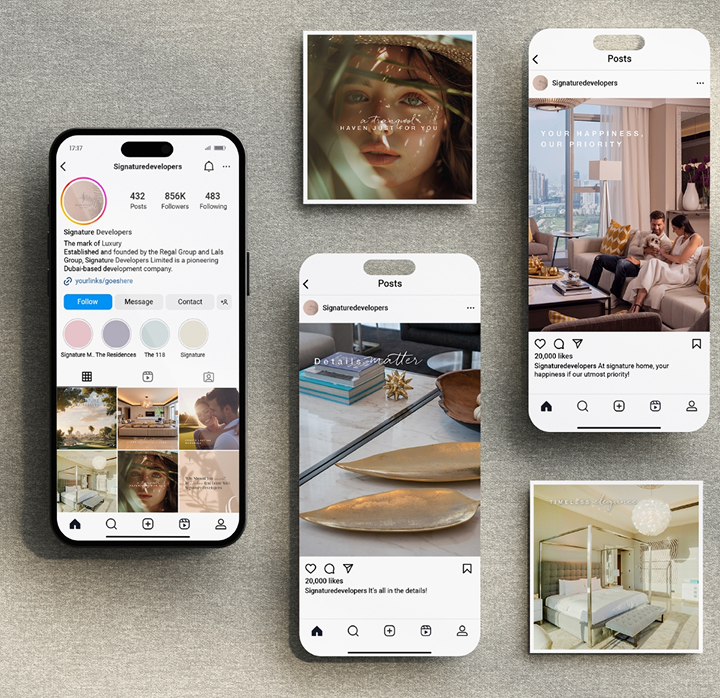 17:17
Signaturedevelopers
432
Posts
856K
Followers
483
Following
Signature Developers
The mark of Luxury
Established and founded by the Regal Group and Lals
Group, Signature Developers Limited is a pioneering
Dubai-based development company.
yourlinks/goeshere
Follow
Message
Contact
Signature M..
The Residences
The 118
Signature
a tranquil
HAVEN JUST FOR YOU
Posts
Signaturedevelopers
Details matter
20,000 likes
Signaturedevelopers It's all in the details!
Posts
Signaturedevelopers
YOUR HAPPINESS,
OUR PRIORITY
20,000 likes
Signaturedevelopers At signature home, your
happiness if our utmost priority!
TIMELESS elegance